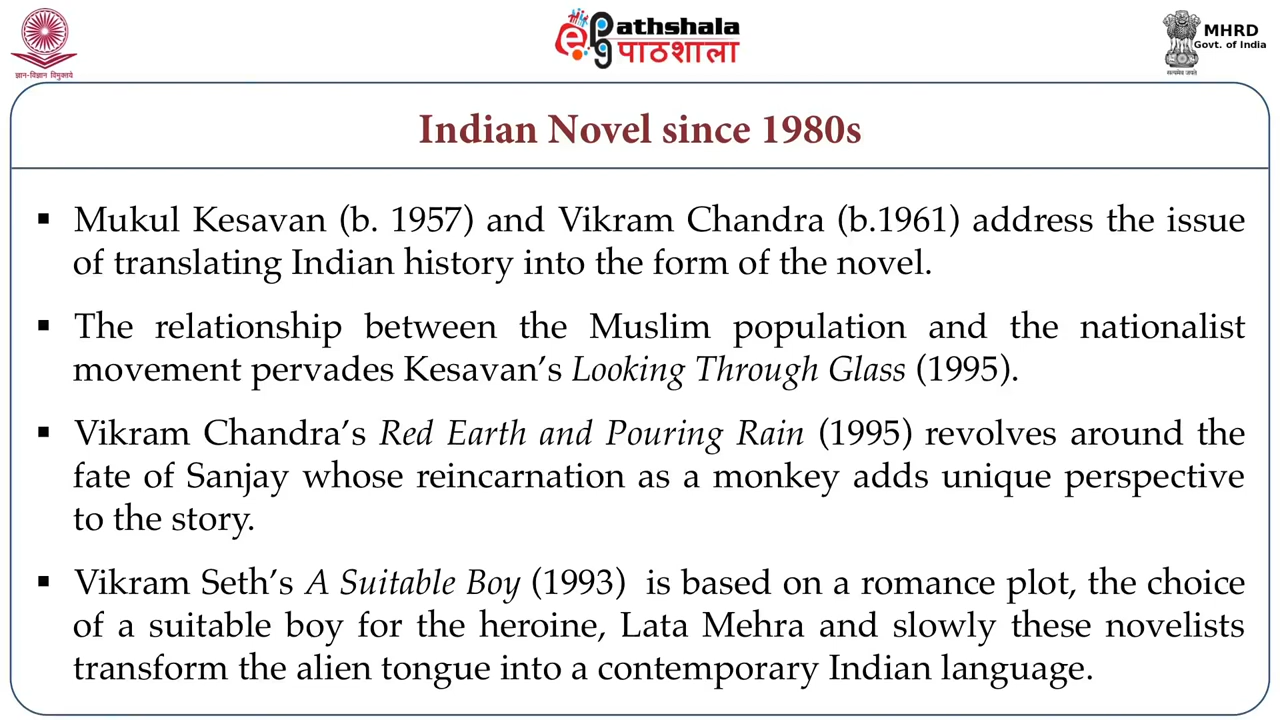 ज्ञान-विज्ञान विमुक्तये
ePG athshala
पाठशाला
MHRD
Govt. of India
सत्यमेव जयते
Indian Novel since 1980s
▪ Mukul Kesavan (b. 1957) and Vikram Chandra (b.1961) address the issue
of translating Indian history into the form of the novel.
▪ The relationship between the Muslim population and the nationalist
movement pervades Kesavan’s Looking Through Glass (1995).
▪ Vikram Chandra’s Red Earth and Pouring Rain (1995) revolves around the
fate of Sanjay whose reincarnation as a monkey adds unique perspective
to the story.
▪ Vikram Seth’s A Suitable Boy (1993) is based on a romance plot, the choice
of a suitable boy for the heroine, Lata Mehra and slowly these novelists
transform the alien tongue into a contemporary Indian language.